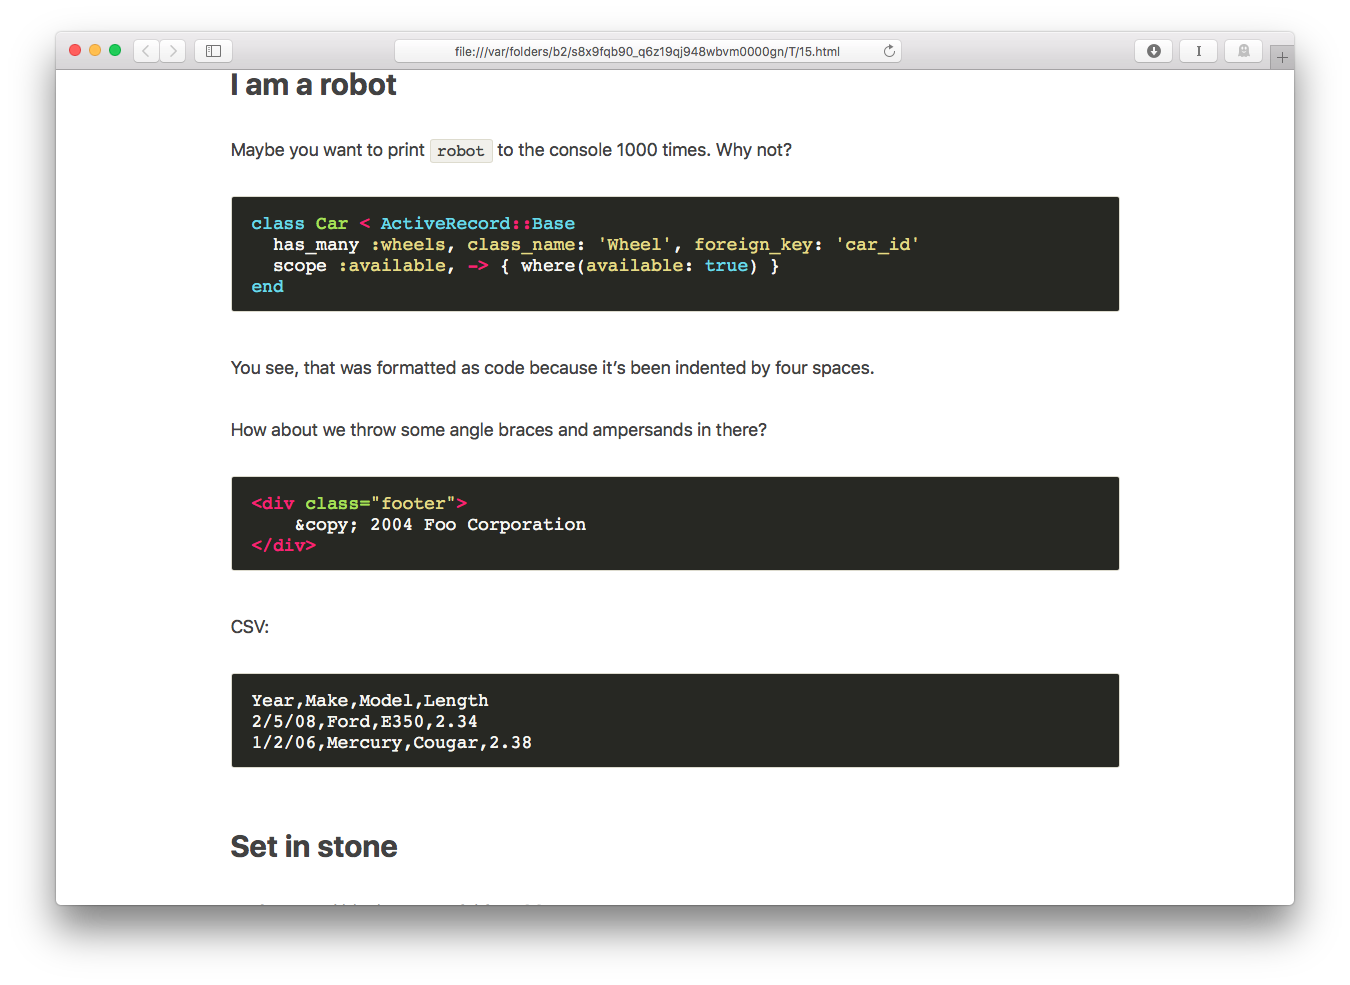 file:///var/folders/b2/s8x9fqb90_q6z19qj948wbvm0000gn/T/15.html
I am a robot
Maybe you want to print robot to the console 1000 times. Why not?
class Car < ActiveRecord::Base
  has_many :wheels, class_name: 'Wheel', foreign_key: 'car_id'
  scope :available, -> { where(available: true) }
end
You see, that was formatted as code because it’s been indented by four spaces.
How about we throw some angle braces and ampersands in there?
<div class="footer">
    &copy; 2004 Foo Corporation
</div>
CSV:
Year,Make,Model,Length
2/5/08,Ford,E350,2.34
1/2/06,Mercury,Cougar,2.38
Set in stone